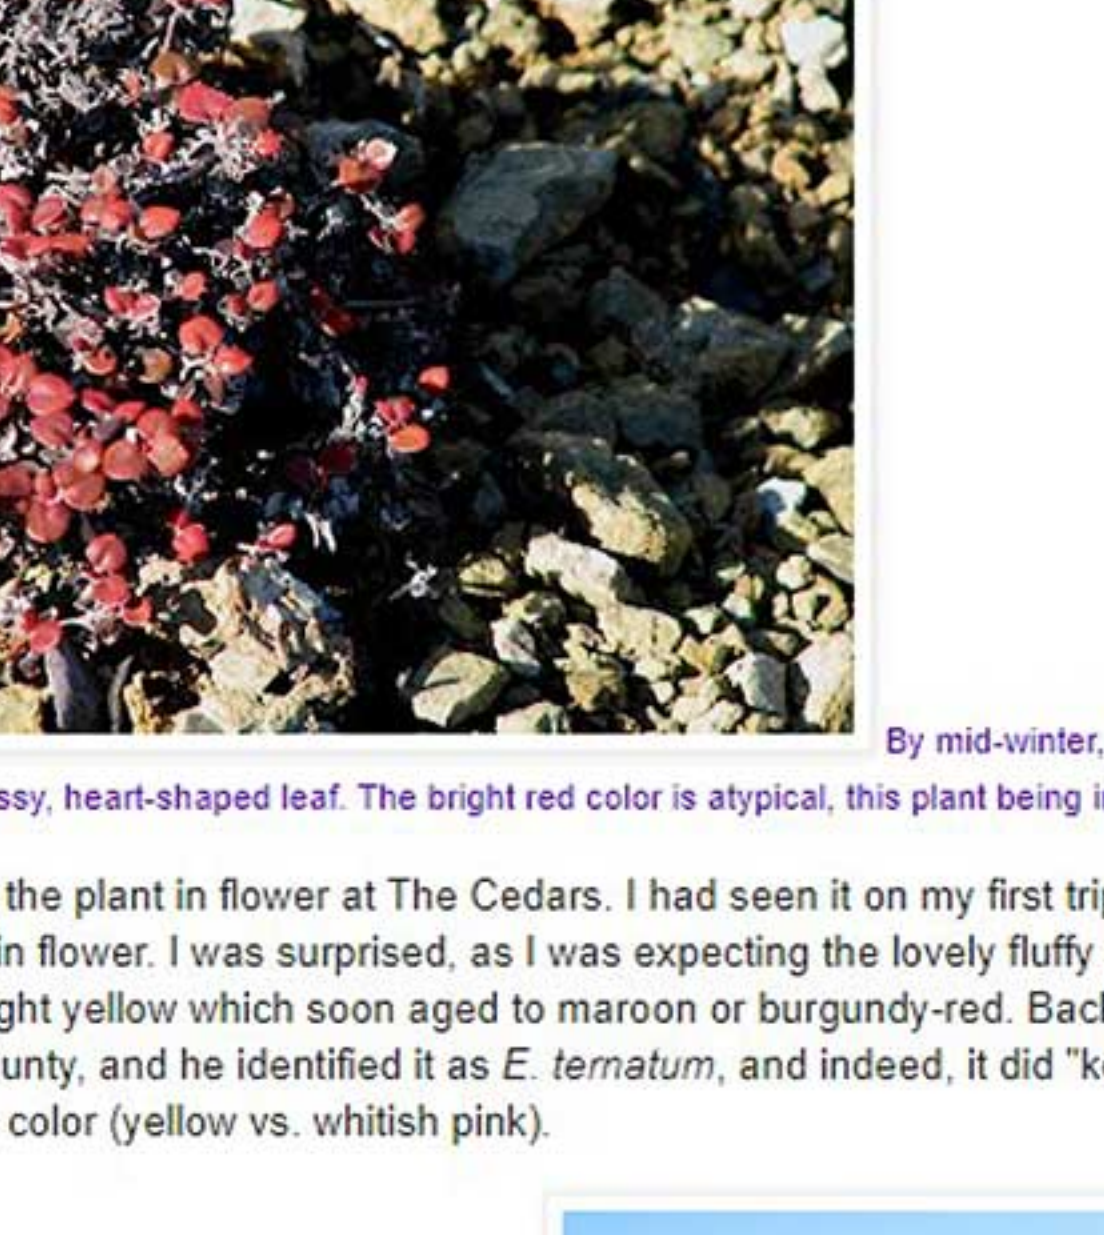 By mid-winter,
ssy, heart-shaped leaf. The bright red color is atypical, this plant being i
the plant in flower at The Cedars. I had seen it on my first trip
in flower. I was surprised, as I was expecting the lovely fluffy
ght yellow which soon aged to maroon or burgundy-red. Back
unty, and he identified it as E. ternatum, and indeed, it did "k
color (yellow vs. whitish pink).